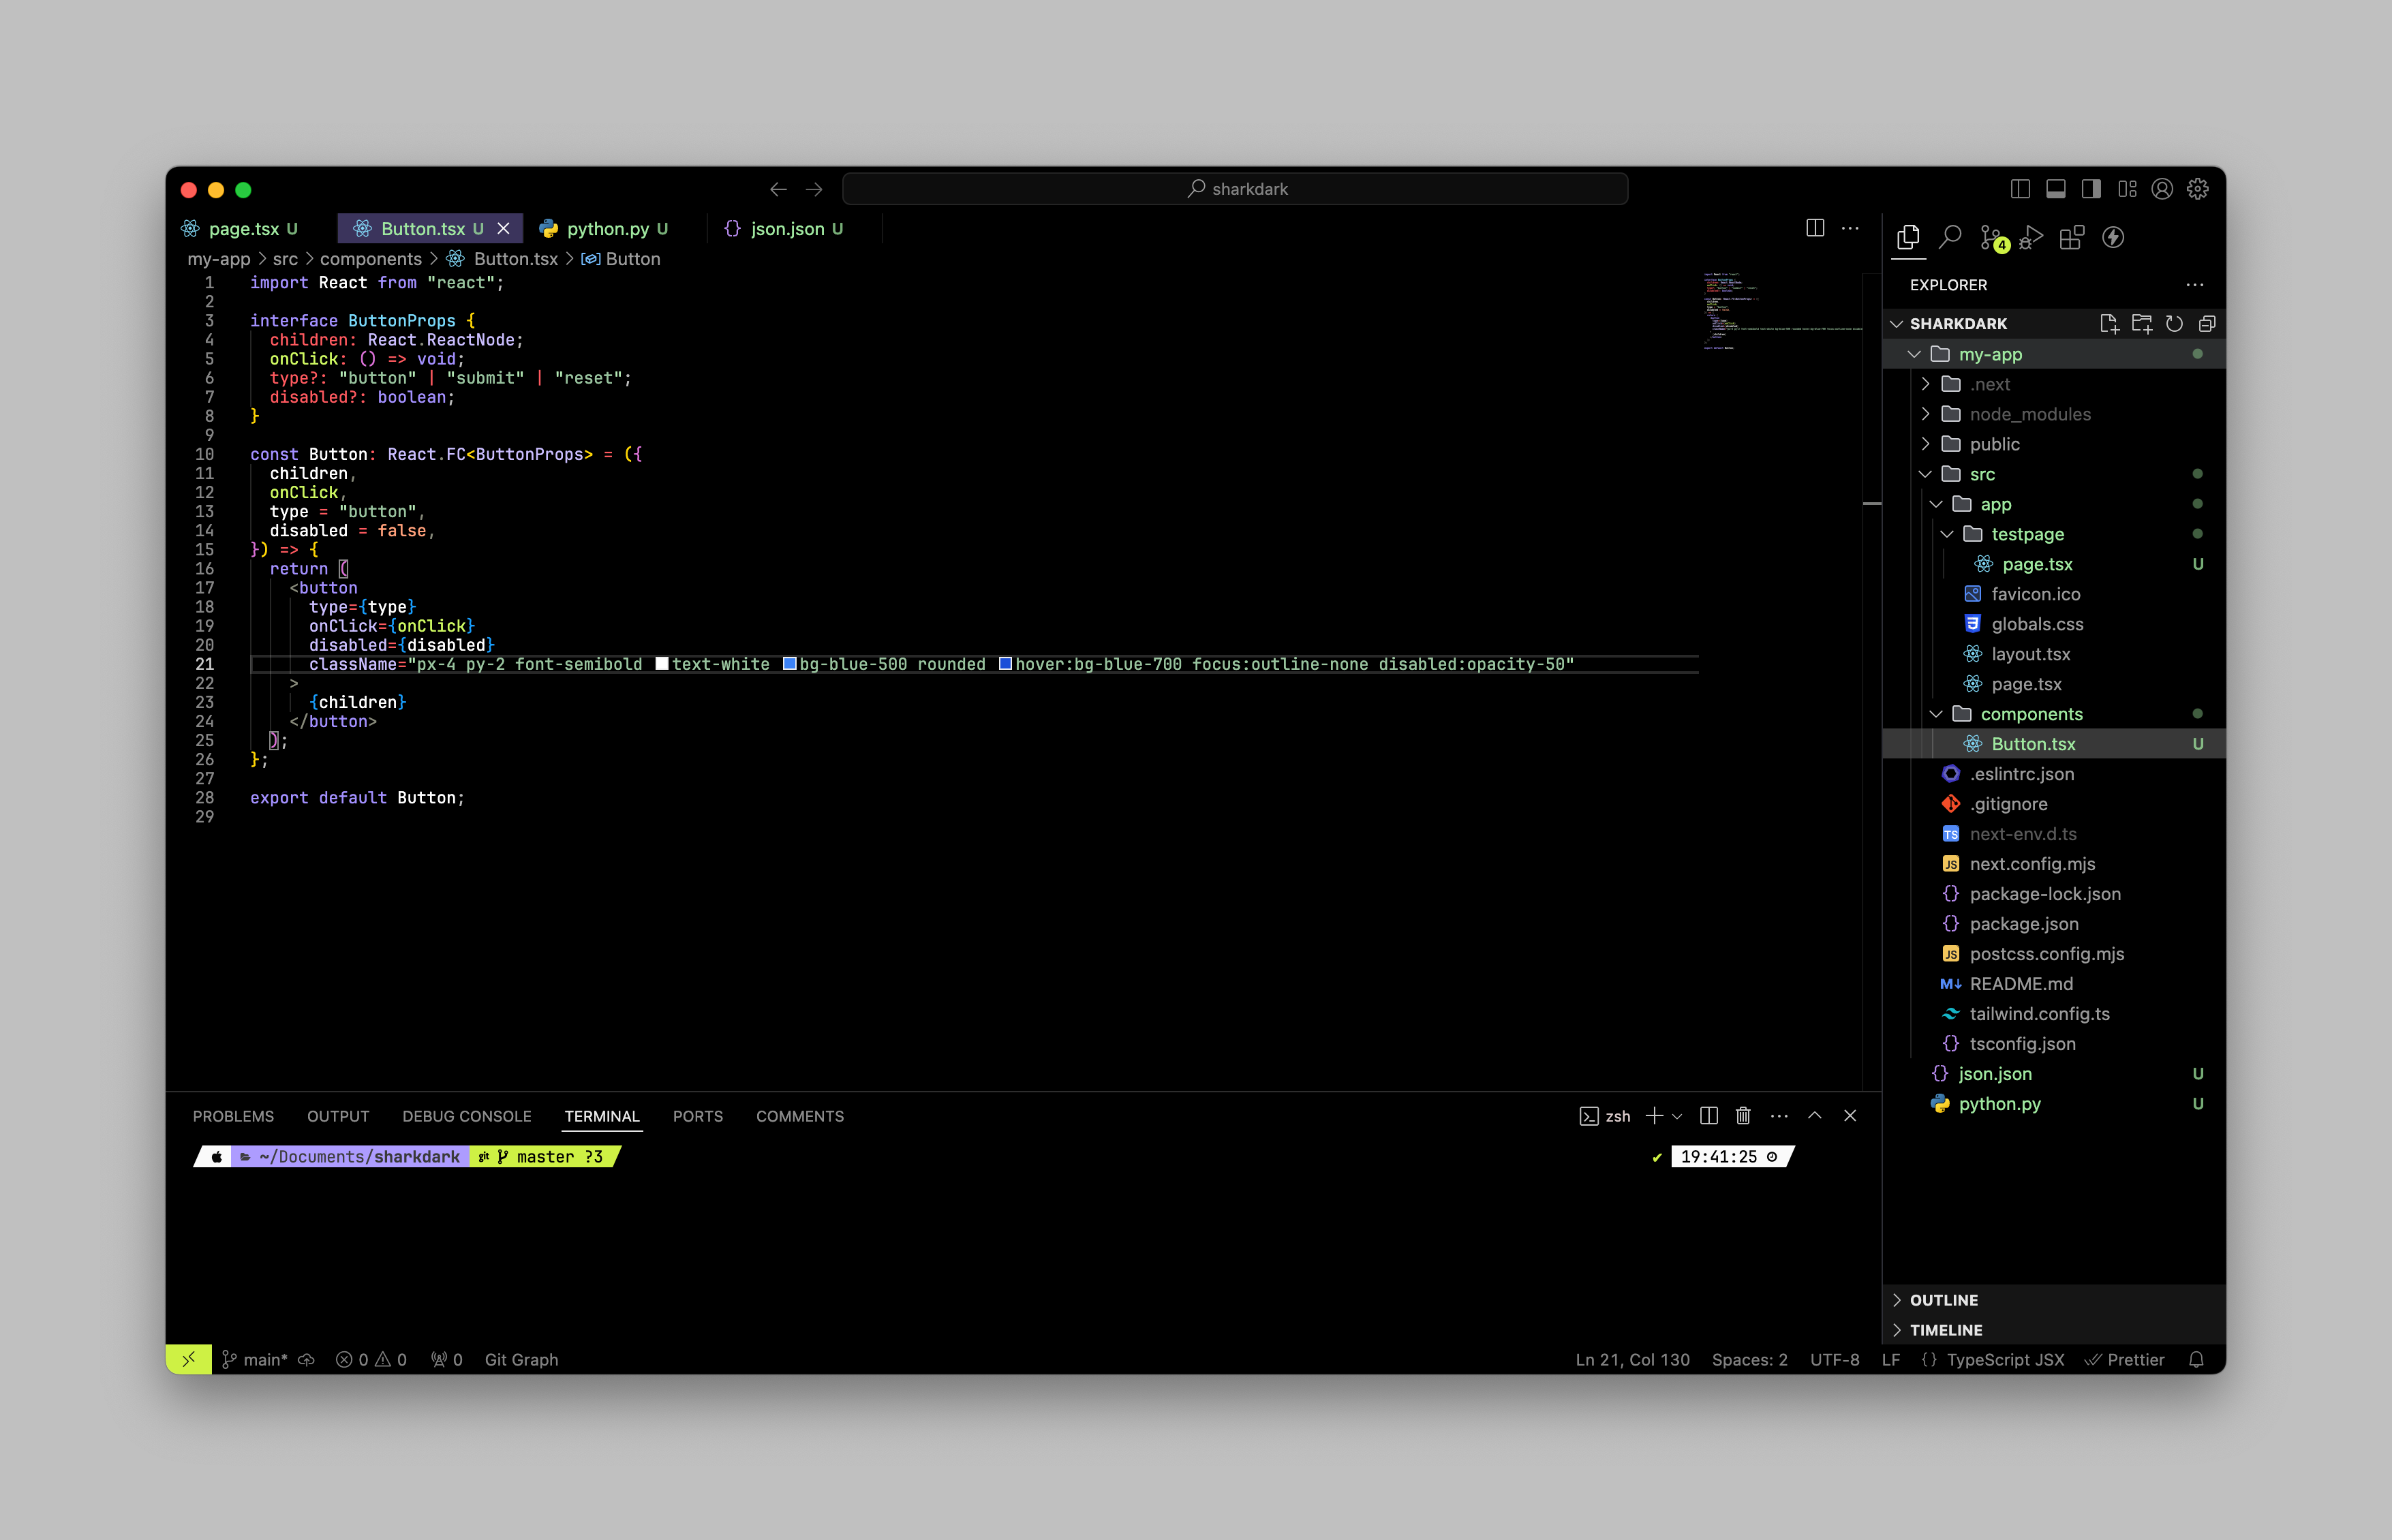 sharkdark
page.tsx U
Button.tsx U
python.py U
{} json.json U
my-app > src > components > Button.tsx > Button
1 import React from "react";
2
3 interface ButtonProps {
4 children: React.ReactNode;
5 onClick: () => void;
6 type?: "button" | "submit" | "reset";
7 disabled?: boolean;
8 }
9
10 const Button: React.FC<ButtonProps> = ({
11 children,
12 onClick,
13 type = "button",
14 disabled = false,
15 }) => {
16 return (
17 <button
18 type={type}
19 onClick={onClick}
20 disabled={disabled}
21 className="px-4 py-2 font-semibold text-white bg-blue-500 rounded hover:bg-blue-700 focus:outline-none disabled:opacity-50"
22 >
23 {children}
24 </button>
25 );
26 };
27
28 export default Button;
29
PROBLEMS OUTPUT DEBUG CONSOLE TERMINAL PORTS COMMENTS
zsh
~/Documents/sharkdark git master ?3
✔ 19:41:25
4
EXPLORER
SHARKDARK
my-app
.next
node_modules
public
src
app
testpage
page.tsx U
favicon.ico
globals.css
layout.tsx
page.tsx
components
Button.tsx U
.eslintrc.json
.gitignore
TS next-env.d.ts
JS next.config.mjs
{} package-lock.json
{} package.json
JS postcss.config.mjs
M↓ README.md
tailwind.config.ts
{} tsconfig.json
{} json.json U
python.py U
OUTLINE
TIMELINE
main* 0 0 0 Git Graph
Ln 21, Col 130 Spaces: 2 UTF-8 LF {} TypeScript JSX Prettier